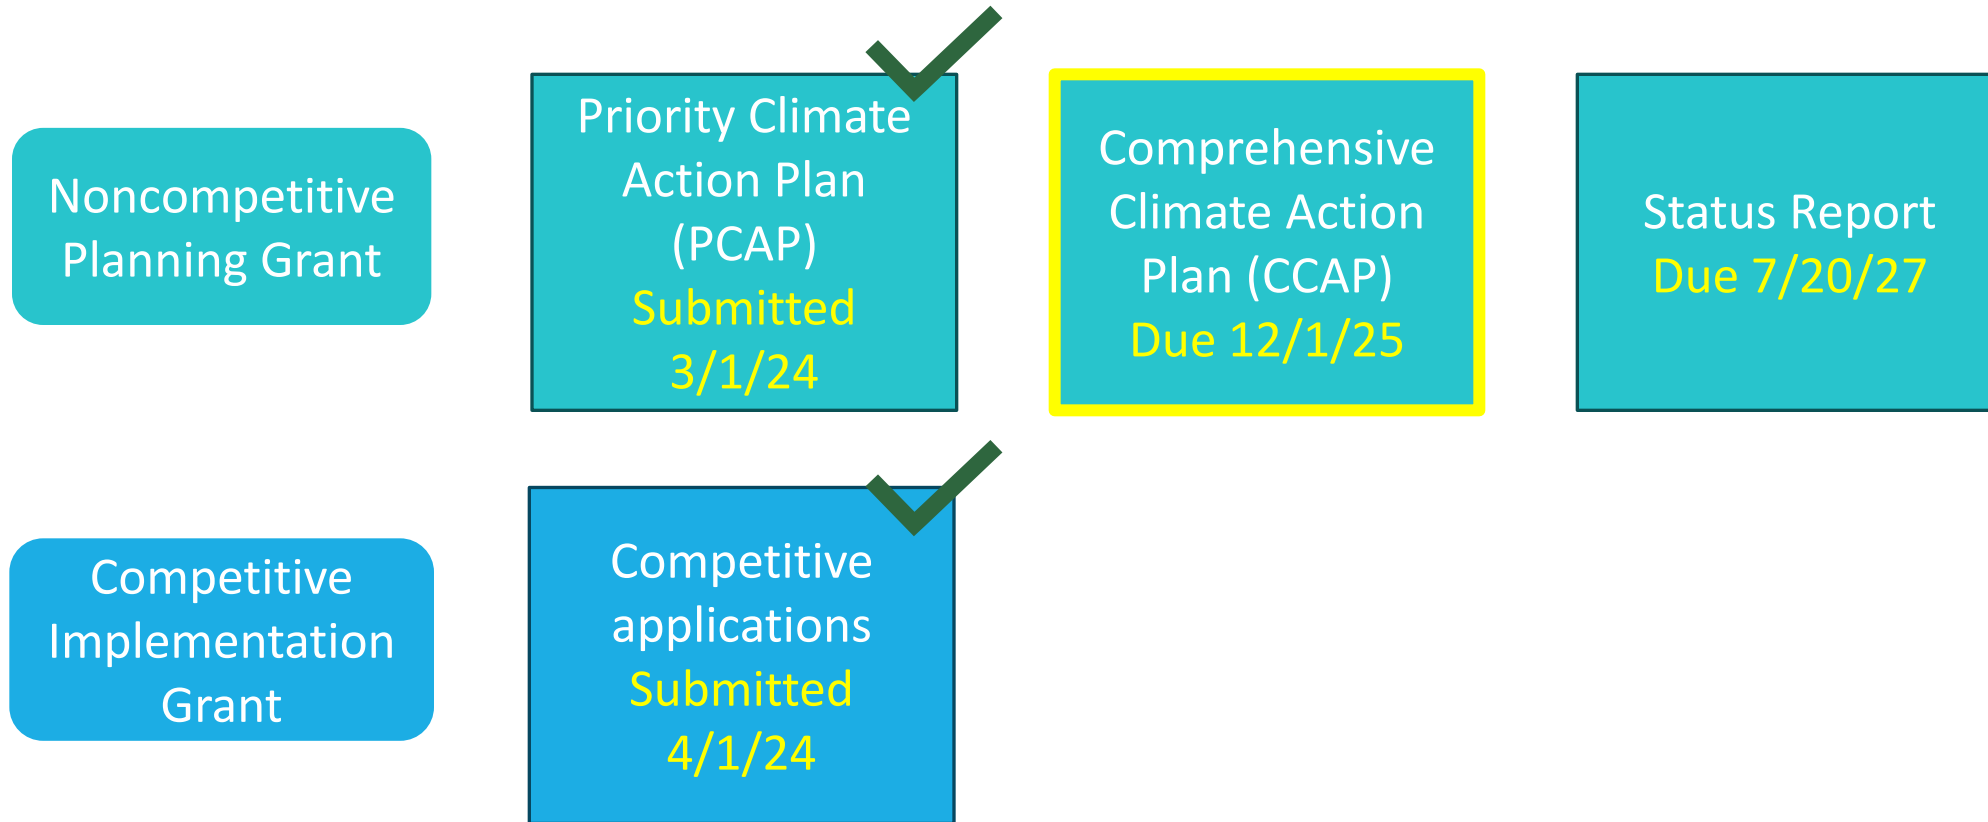 Noncompetitive
Planning Grant
Priority Climate
Action Plan
(PCAP)
Submitted
3/1/24
Comprehensive
Climate Action
Plan (CCAP)
Due 12/1/25
Status Report
Due 7/20/27
Competitive
Implementation
Grant
Competitive
applications
Submitted
4/1/24